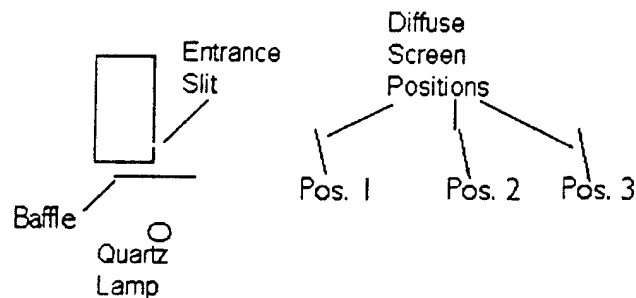 Entrance
Slit
Diffuse
Screen
Positions
Pos. 1
Pos. 2
Pos. 3
Baffle
Quartz
Lamp